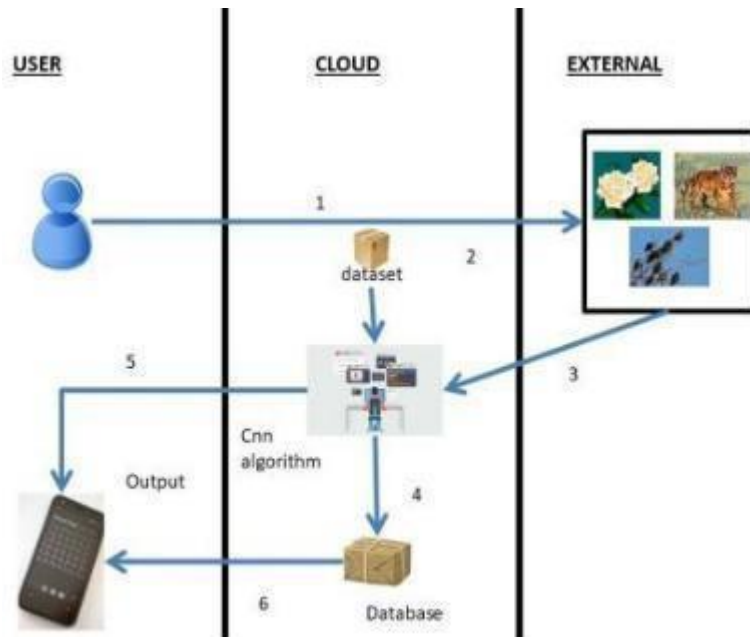 USER
CLOUD
EXTERNAL
1
2
dataset
3
5
Cnn
algorithm
Output
4
6
Database